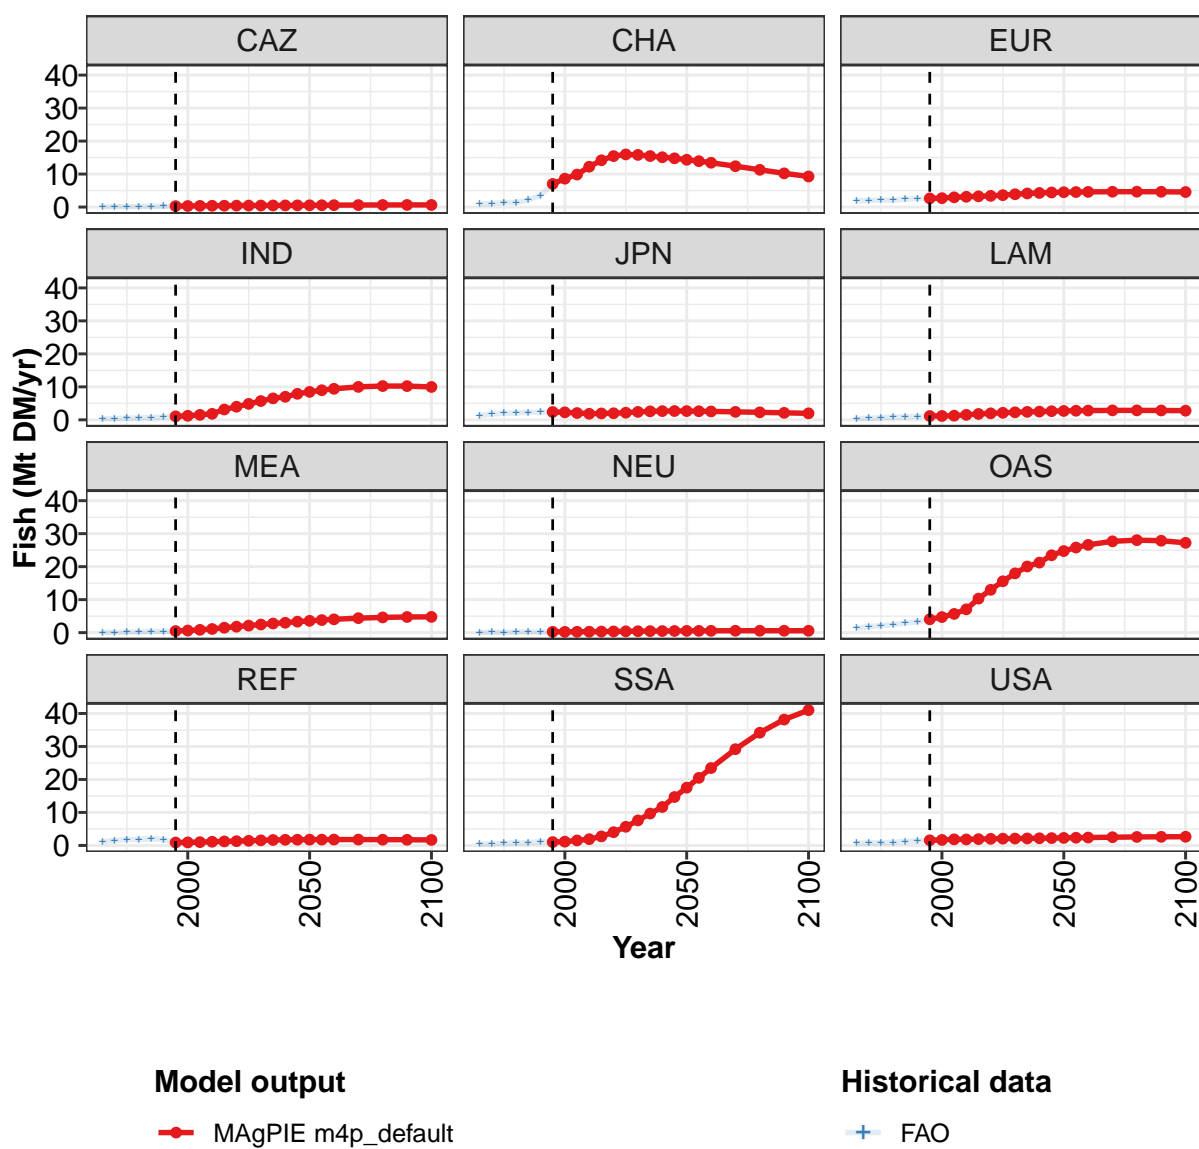 CAZ CHA EUR
40
30
20
10
0
IND JPN LAM
40
30
20
10
0
MEA NEU OAS
40
30
20
10
0
REF SSA USA
40
30
20
10
0
Fish (Mt DM/yr)
2000 2050 2100 2000 2050 2100 2000 2050 2100
Year
Model output Historical data
MAgPIE m4p_default FAO